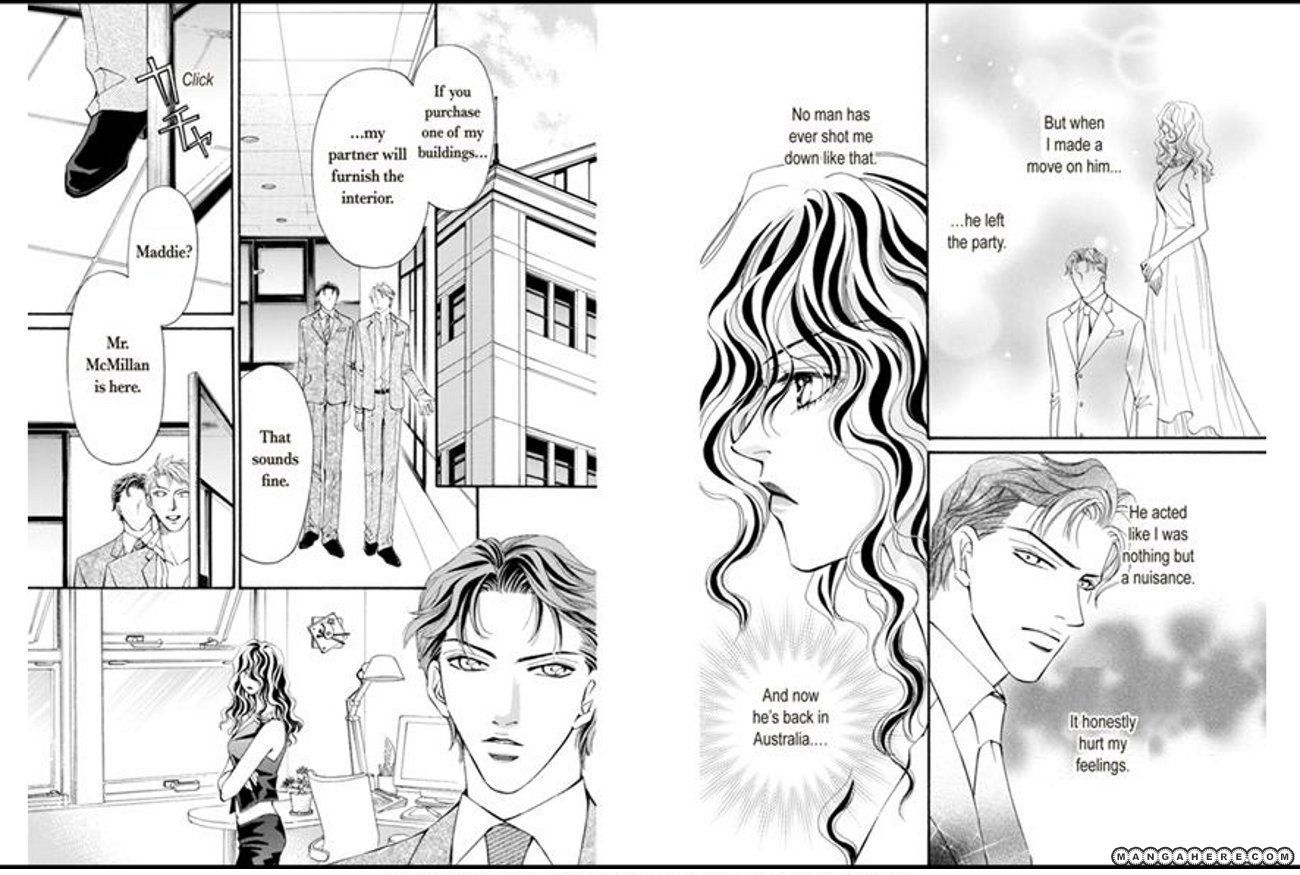 But when
I made a
move on him...
...he left
the party.
No man has
ever shot me
down like that.
He acted
like I was
nothing but
a nuisance.
It honestly
hurt my
feelings.
And now
he's back in
Australia....
If you
purchase
one of my
buildings...
...my
partner will
furnish the
interior.
That
sounds
fine.
カチャ
Click
Maddie?
Mr.
McMillan
is here.
MANGAHERE.COM